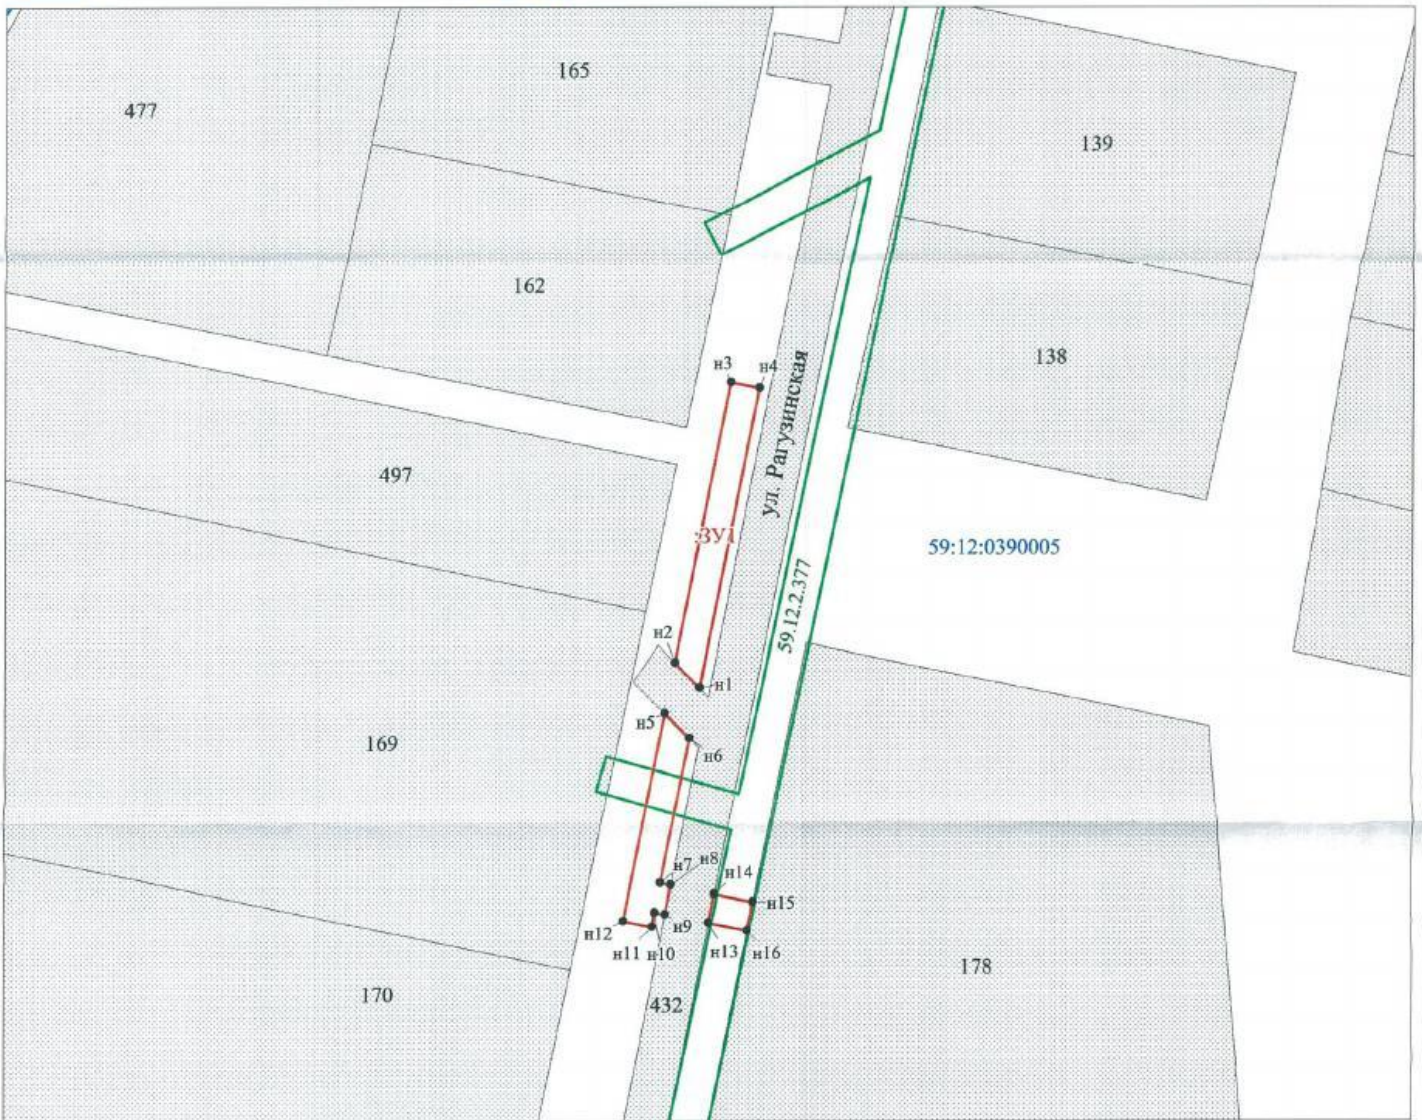 165
477
139
162
138
н3
н4
ул. Рагузинская
497
:ЗУ1
59:12:0390005
59.12.2.377
н2
н1
н5
169
н6
н7
н8
н14
н15
н12
н9
н11
н10
н13
н16
178
170
432